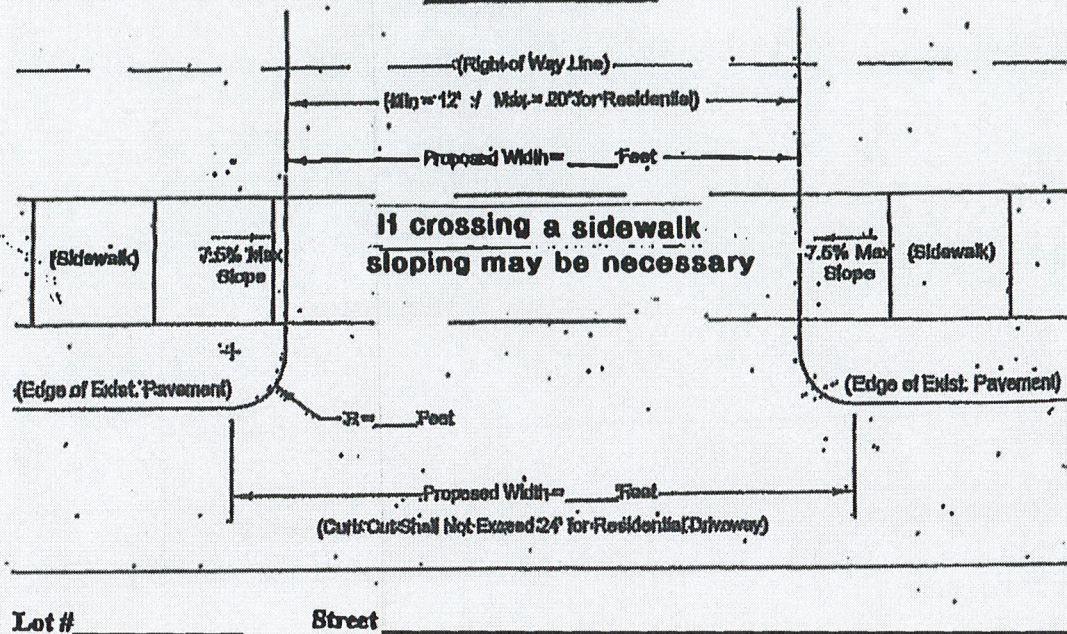 (Right of Way Line)
(Min = 12' / Max = 20' for Residential)
Proposed Width = ____ Feet
If crossing a sidewalk
sloping may be necessary
(Sidewalk)
7.5% Max
Slope
7.5% Max
Slope
(Sidewalk)
(Edge of Exist. Pavement)
(Edge of Exist. Pavement)
R = ____ Feet
Proposed Width = ____ Feet
(Curb Cut Shall Not Exceed 24' for Residential Driveway)
Lot # ____ Street ____